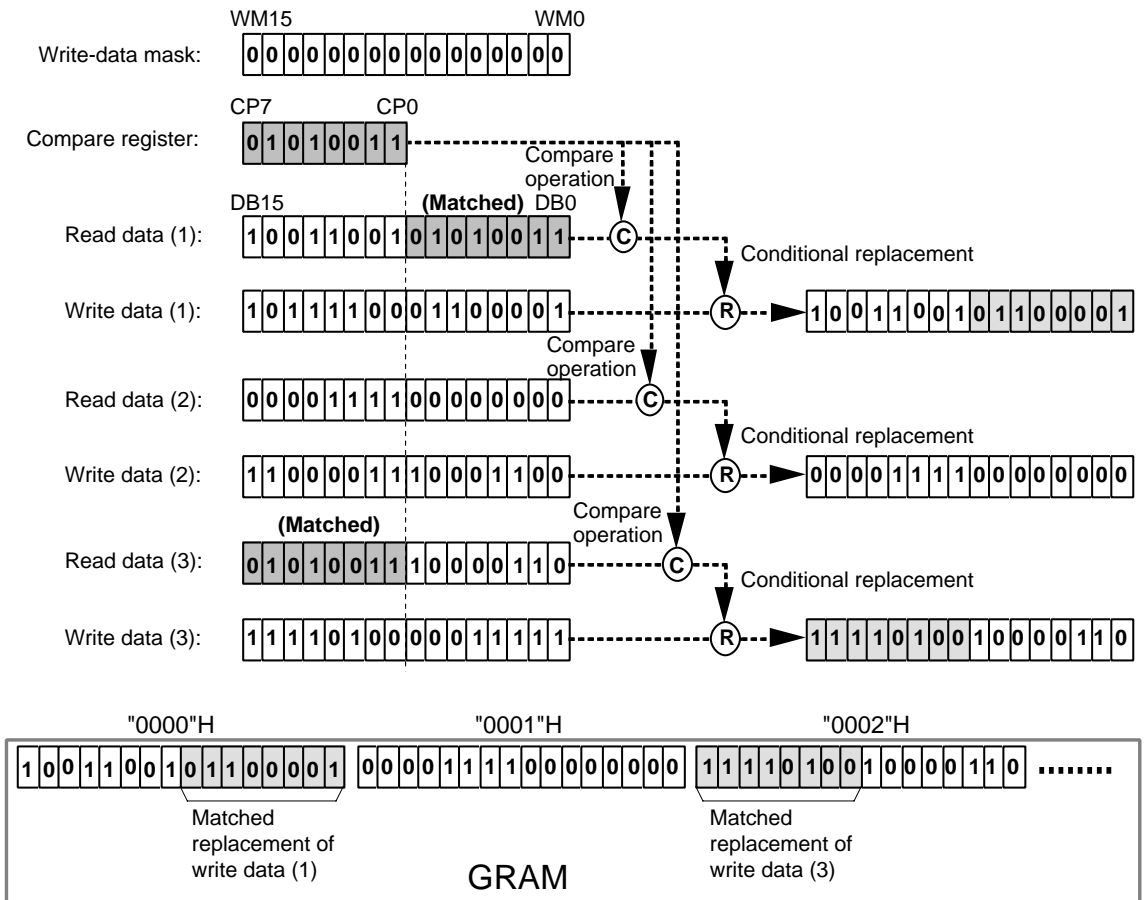 WM15 WM0
Write-data mask: 0000000000000000
CP7 CP0
Compare register: 01010011
Compare
operation
DB15 (Matched) DB0
Read data (1): 1001100101010011 C
Conditional replacement
Write data (1): 1011110001100001 R 1001100101100001
Compare
operation
Read data (2): 0000111100000000 C
Conditional replacement
Write data (2): 1100001110001100 R 0000111100000000
(Matched)
Compare
operation
Read data (3): 0101001110000110 C
Conditional replacement
Write data (3): 1111010000011111 R 1111010010000110
"0000"H "0001"H "0002"H
1001100101100001 0000111100000000 1111010010000110 ........
Matched
replacement of
write data (1)
Matched
replacement of
write data (3)
GRAM